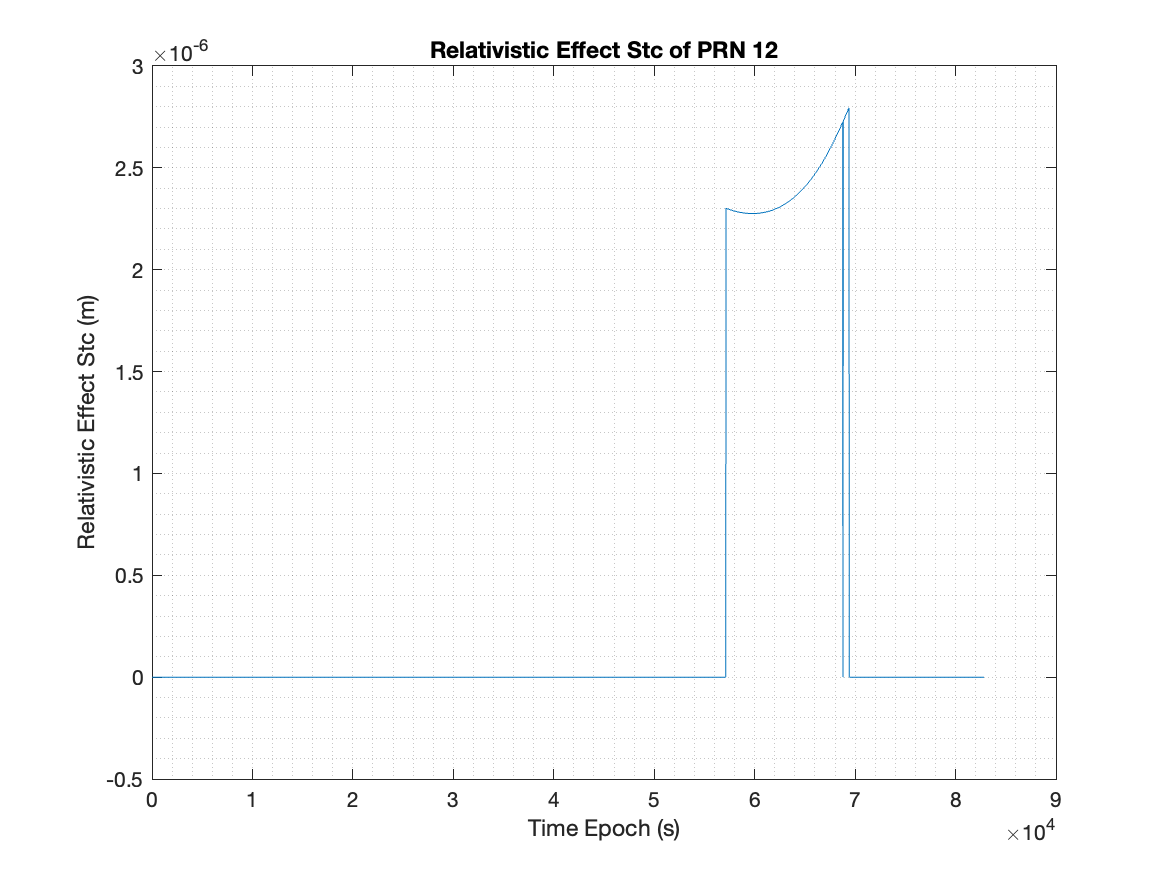 Relativistic Effect Stc of PRN 12
×10^-6
3
2.5
2
1.5
1
0.5
0
-0.5
Relativistic Effect Stc (m)
0 1 2 3 4 5 6 7 8 9
Time Epoch (s)
×10^4